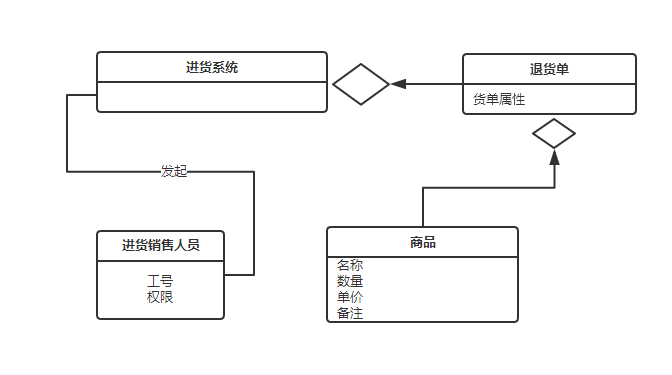 进货系统
退货单
货单属性
发起
进货销售人员
工号
权限
商品
名称
数量
单价
备注